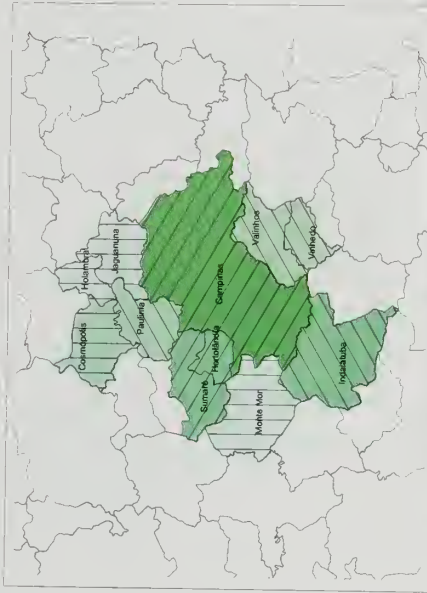 Holambra
Jaguariúna
Cosmópolis
Paulínia
Campinas
Hortolândia
Sumaré
Monte Mor
Valinhos
Vinhedo
Indaiatuba